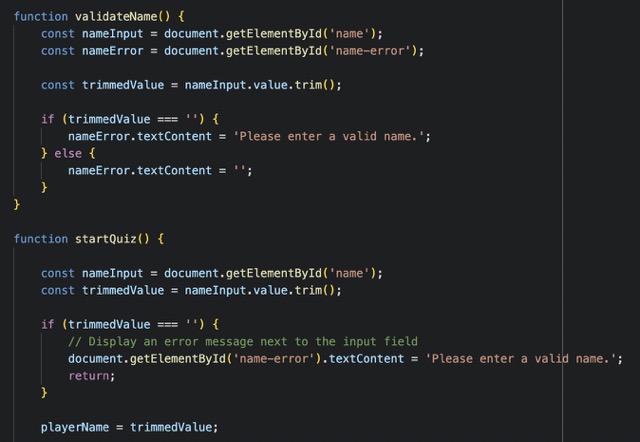 function validateName() {
    const nameInput = document.getElementById('name');
    const nameError = document.getElementById('name-error');

    const trimmedValue = nameInput.value.trim();

    if (trimmedValue === '') {
        nameError.textContent = 'Please enter a valid name.';
    } else {
        nameError.textContent = '';
    }
}

function startQuiz() {

    const nameInput = document.getElementById('name');
    const trimmedValue = nameInput.value.trim();

    if (trimmedValue === '') {
        // Display an error message next to the input field
        document.getElementById('name-error').textContent = 'Please enter a valid name.';
        return;
    }

    playerName = trimmedValue;